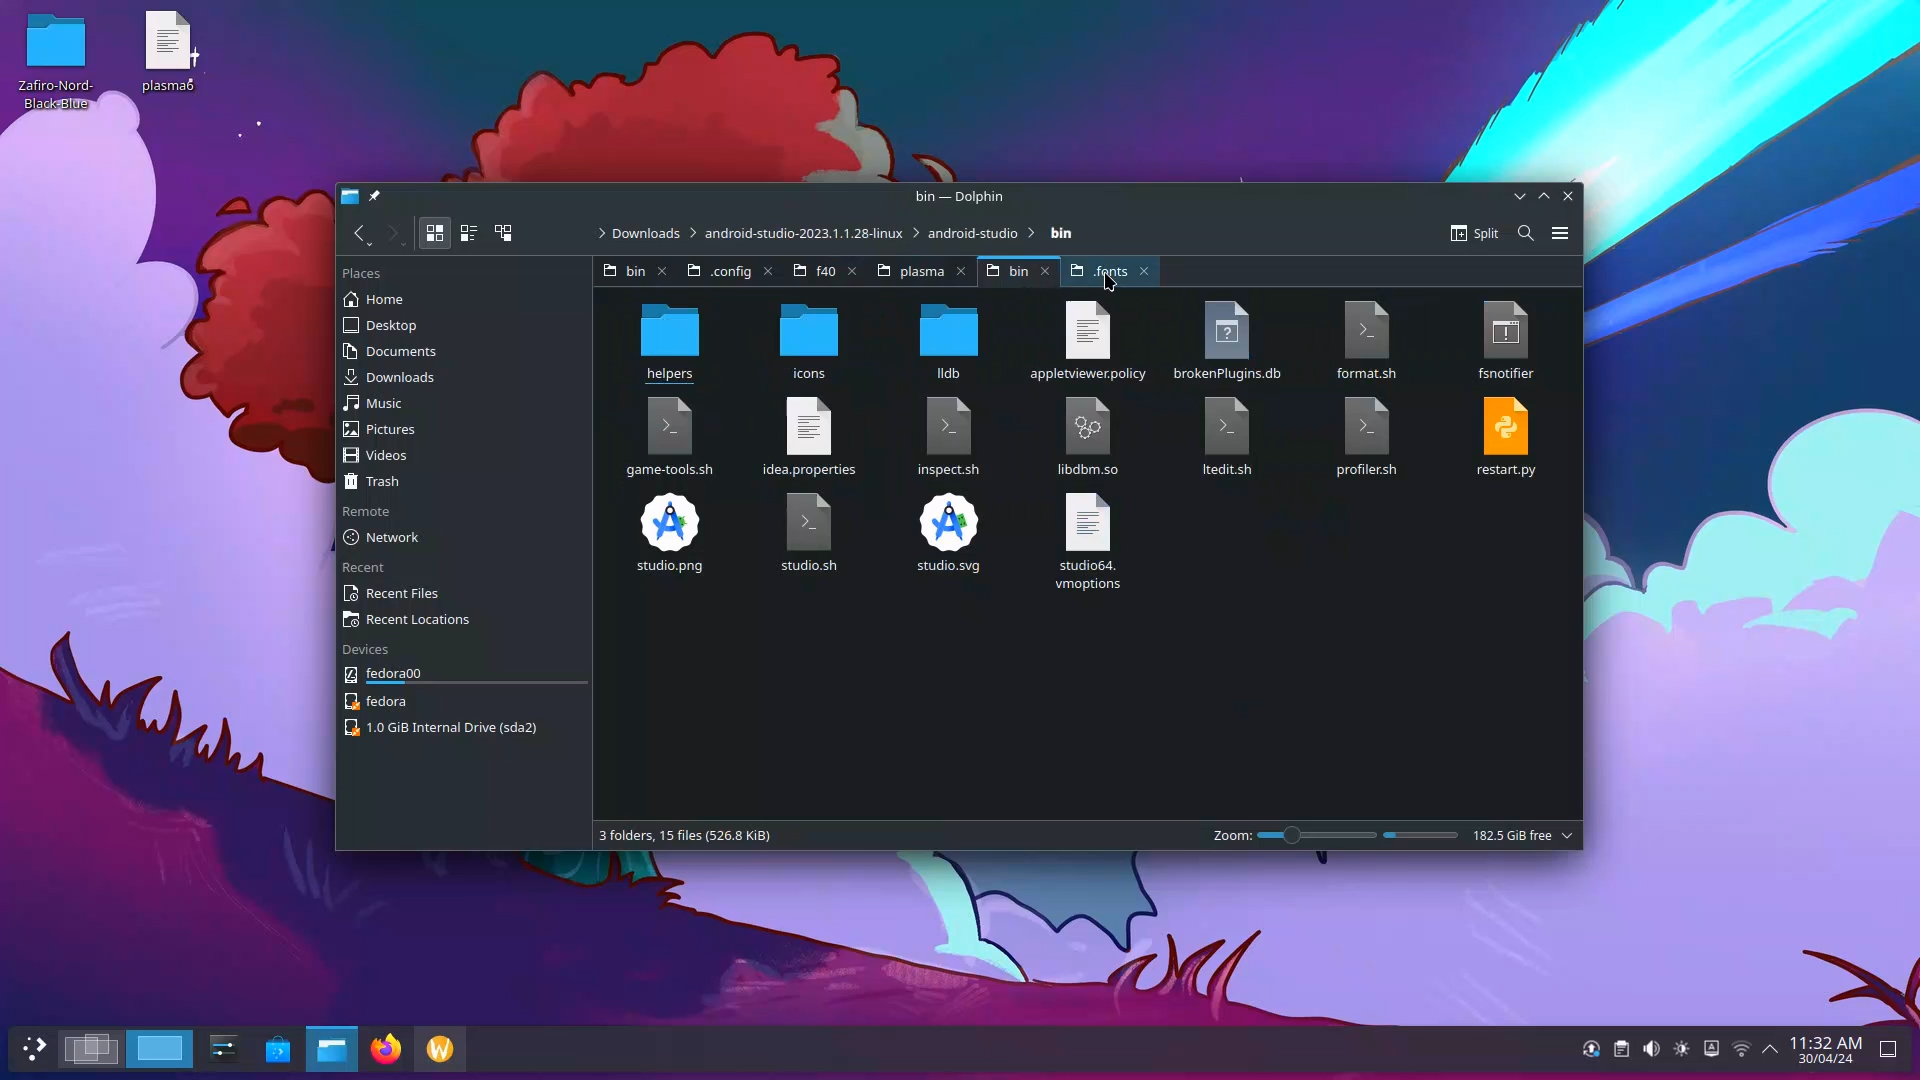 Zafiro-Nord-
Black-Blue
plasma6
bin — Dolphin
Downloads
android-studio-2023.1.1.28-linux
android-studio
bin
Split
Places
Home
Desktop
Documents
Downloads
Music
Pictures
Videos
Trash
Remote
Network
Recent
Recent Files
Recent Locations
Devices
fedora00
fedora
1.0 GiB Internal Drive (sda2)
bin
.config
f40
plasma
bin
.fonts
helpers
icons
lldb
appletviewer.policy
brokenPlugins.db
format.sh
fsnotifier
game-tools.sh
idea.properties
inspect.sh
libdbm.so
ltedit.sh
profiler.sh
restart.py
studio.png
studio.sh
studio.svg
studio64.
vmoptions
3 folders, 15 files (526.8 KiB)
Zoom:
182.5 GiB free
11:32 AM
30/04/24